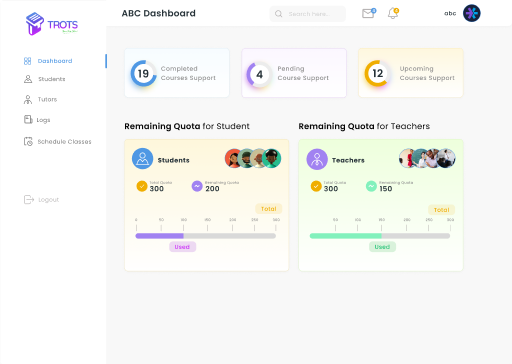 TROTS
ABC Dashboard
Search here..
abc
Dashboard
Students
Tutors
Logs
Schedule Classes
Logout
19
Completed
Courses Support
4
Pending
Course Support
12
Upcoming
Courses Support
Remaining Quota for Student
Students
Total Quota
300
Remaining Quota
200
Total
0 50 100 200 250 300
Used
Remaining Quota for Teachers
Teachers
Total Quota
300
Remaining Quota
150
Total
50 100 200 250 300
Used